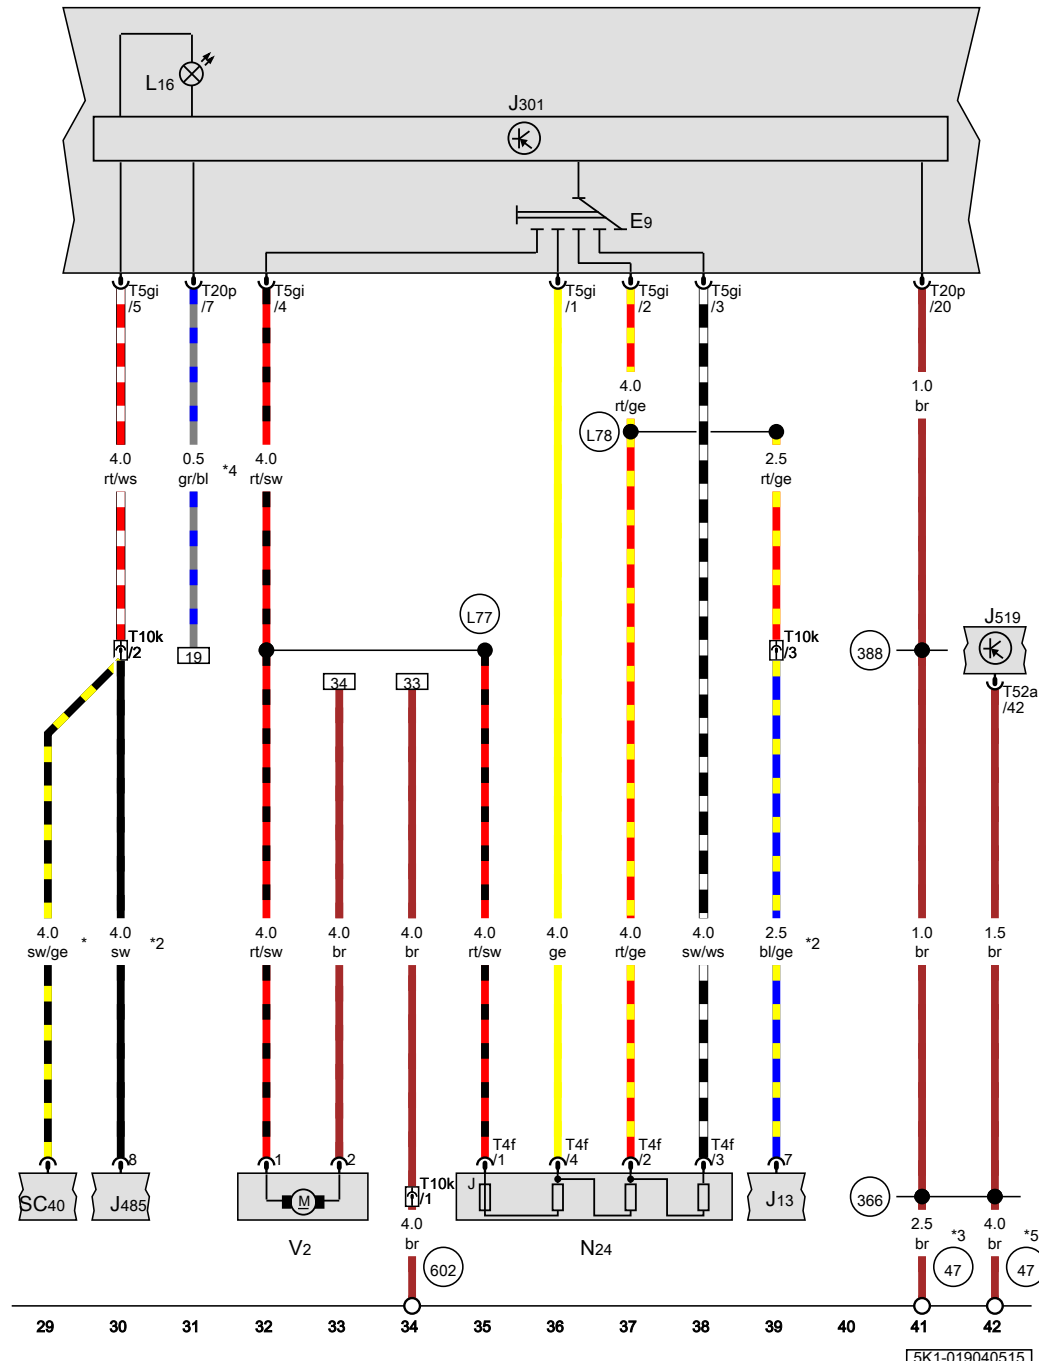 L16
J301
E9
T5gi /5
T20p /7
T5gi /4
T5gi /1
T5gi /2
T5gi /3
T20p /20
4.0 rt/ge
1.0 br
L78
4.0 rt/ws
0.5 gr/bl
*4
4.0 rt/sw
2.5 rt/ge
L77
J519
T10k /2
19
T10k /3
388
34
33
T52a /42
4.0 sw/ge
*
4.0 sw
*2
4.0 rt/sw
4.0 br
4.0 br
4.0 rt/sw
4.0 ge
4.0 rt/ge
4.0 sw/ws
2.5 bl/ge
*2
1.0 br
1.5 br
8
1
2
T4f /1
T4f /4
T4f /2
T4f /3
7
SC40
J485
M
T10k /1
J
J13
366
V2
4.0 br
N24
2.5 br
*3
4.0 br
*5
602
47
47
29 30 31 32 33 34 35 36 37 38 39 40 41 42
5K1-019040515